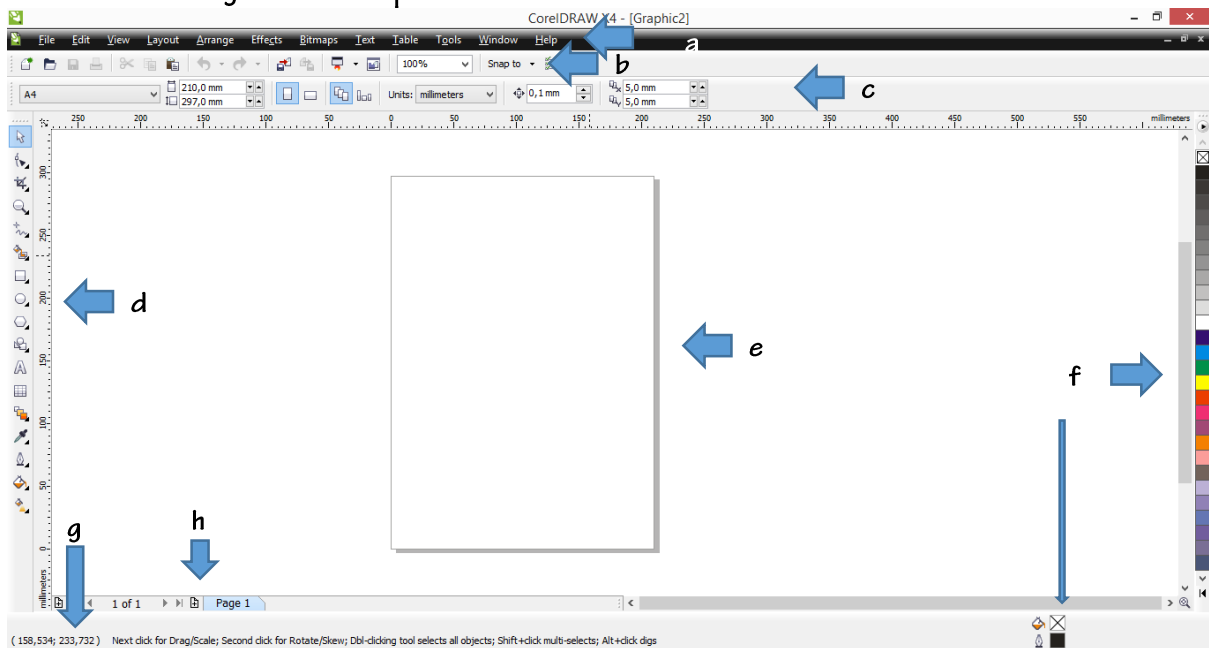 CorelDRAW X4 - [Graphic2]
File Edit View Layout Arrange Effects Bitmaps Text Table Tools Window Help
a
100% Snap to
b
A4
210,0 mm
297,0 mm
Units: millimeters
0,1 mm
5,0 mm
5,0 mm
c
250 200 150 100 50 0 50 100 150 200 250 300 350 400 450 500 550 millimeters
300
250
200
150
100
50
0
millimeters
d
e
f
g
h
1 of 1
Page 1
( 158,534; 233,732 ) Next click for Drag/Scale; Second click for Rotate/Skew; Dbl-clicking tool selects all objects; Shift+click multi-selects; Alt+click digs